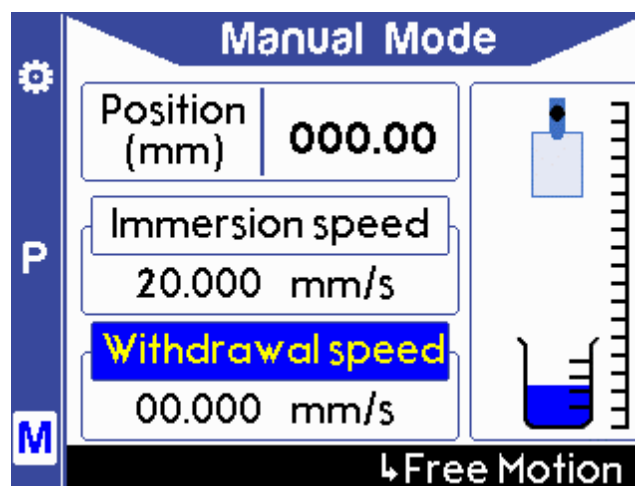 Manual Mode
Position
(mm)
000.00
Immersion speed
20.000 mm/s
P
Withdrawal speed
00.000 mm/s
M
↳Free Motion